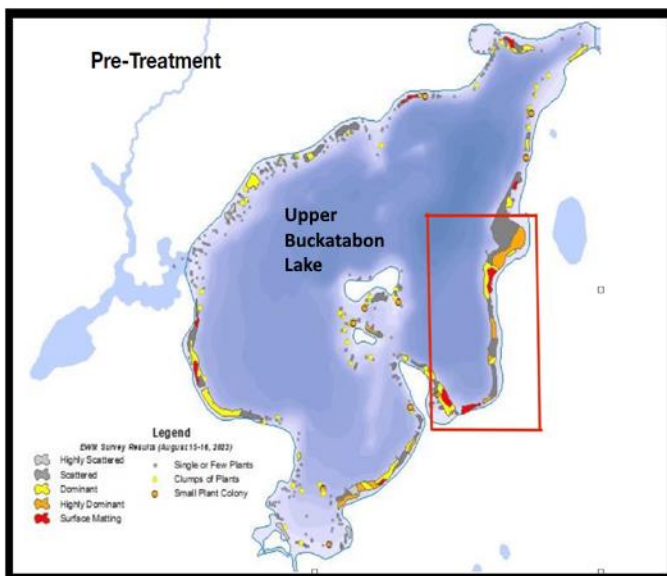 Pre-Treatment
Upper
Buckatabon
Lake
Legend
EWM Survey Results (August 15-16, 2023)
Highly Scattered
Scattered
Dominant
Highly Dominant
Surface Matting
Single or Few Plants
Clumps of Plants
Small Plant Colony